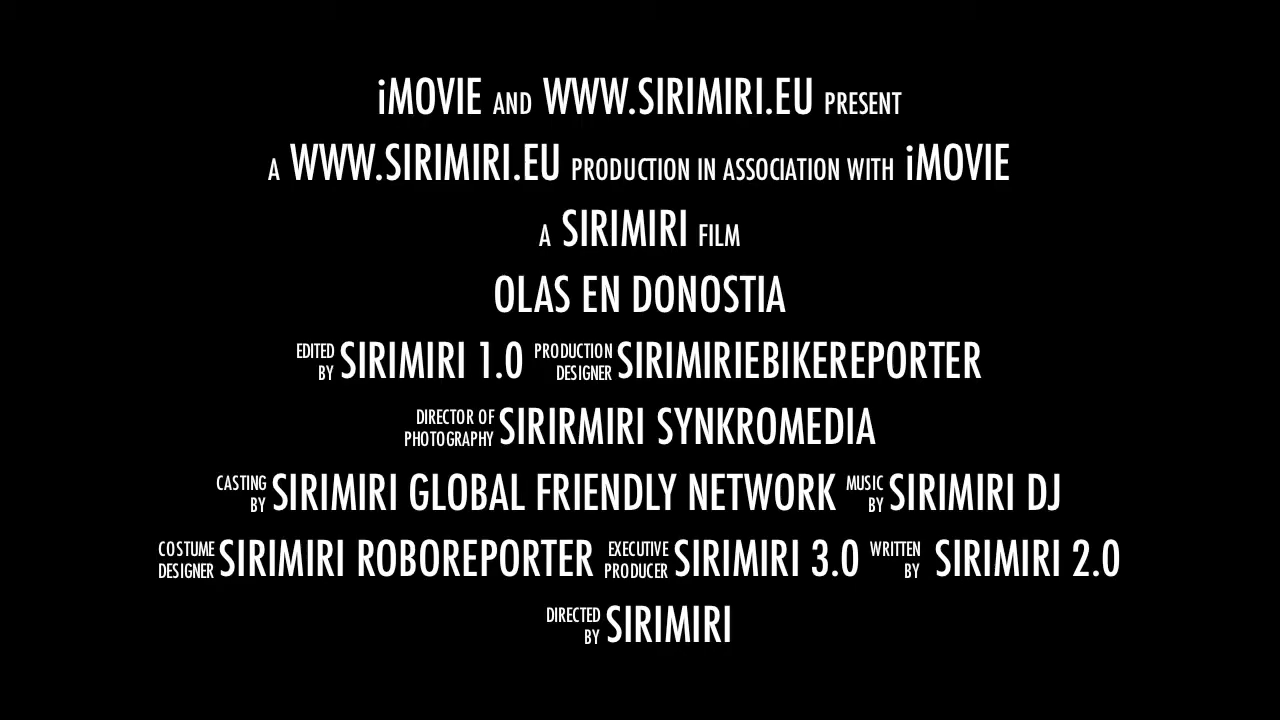 iMOVIE AND WWW.SIRIMIRI.EU PRESENT
A WWW.SIRIMIRI.EU PRODUCTION IN ASSOCIATION WITH iMOVIE
A SIRIMIRI FILM
OLAS EN DONOSTIA
EDITED BY SIRIMIRI 1.0 PRODUCTION DESIGNER SIRIMIRIEBIKEREPORTER
DIRECTOR OF PHOTOGRAPHY SIRIRMIRI SYNKROMEDIA
CASTING BY SIRIMIRI GLOBAL FRIENDLY NETWORK MUSIC BY SIRIMIRI DJ
COSTUME DESIGNER SIRIMIRI ROBOREPORTER EXECUTIVE PRODUCER SIRIMIRI 3.0 WRITTEN BY SIRIMIRI 2.0
DIRECTED BY SIRIMIRI